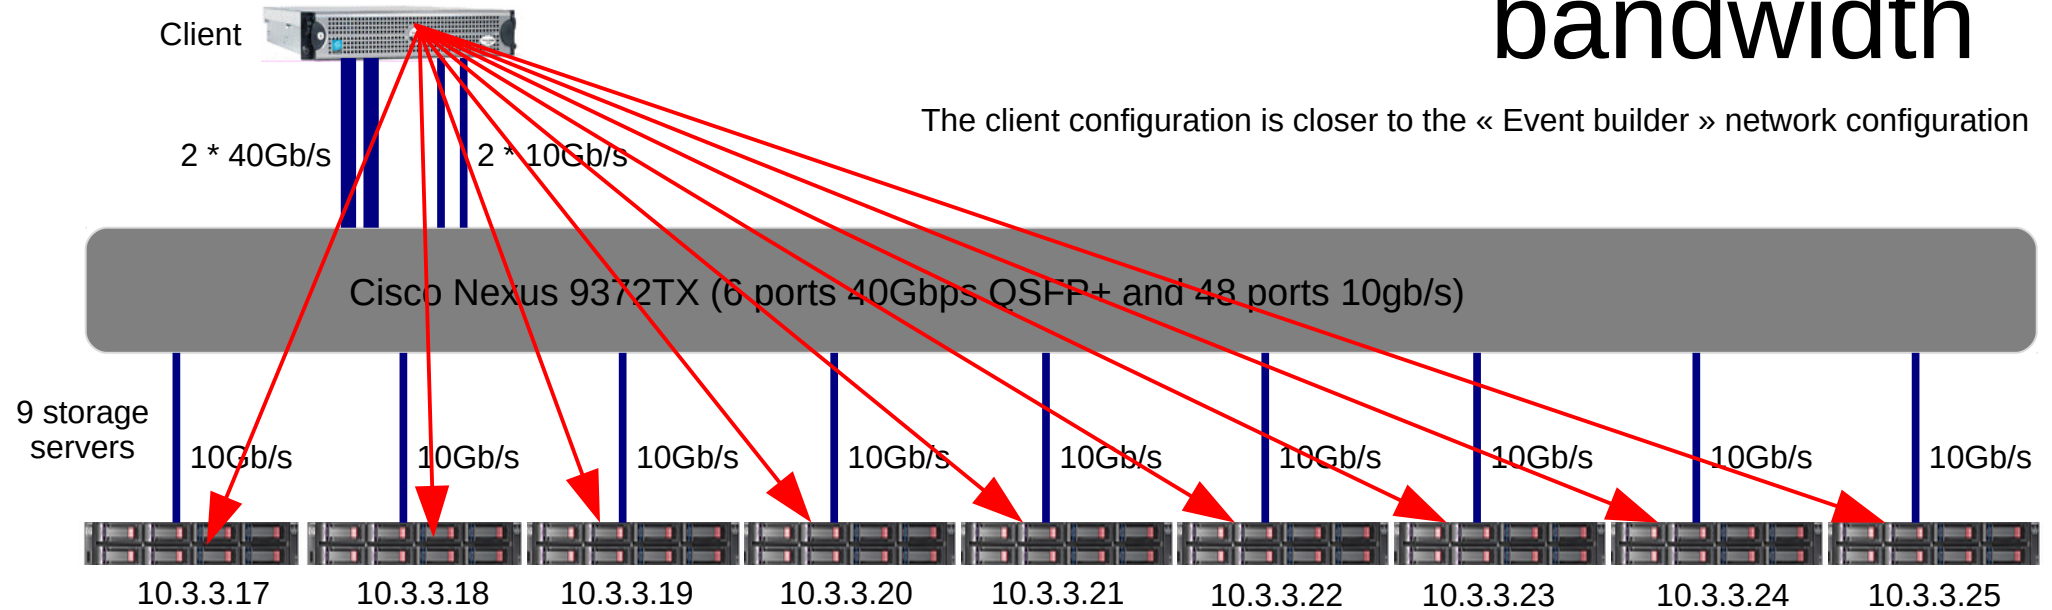 bandwidth
Client
The client configuration is closer to the « Event builder » network configuration
2 * 40Gb/s
2 * 10Gb/s
Cisco Nexus 9372TX (6 ports 40Gbps QSFP+ and 48 ports 10gb/s)
9 storage
servers
10Gb/s
10Gb/s
10Gb/s
10Gb/s
10Gb/s
10Gb/s
10Gb/s
10Gb/s
10Gb/s
10.3.3.17
10.3.3.18
10.3.3.19
10.3.3.20
10.3.3.21
10.3.3.22
10.3.3.23
10.3.3.24
10.3.3.25